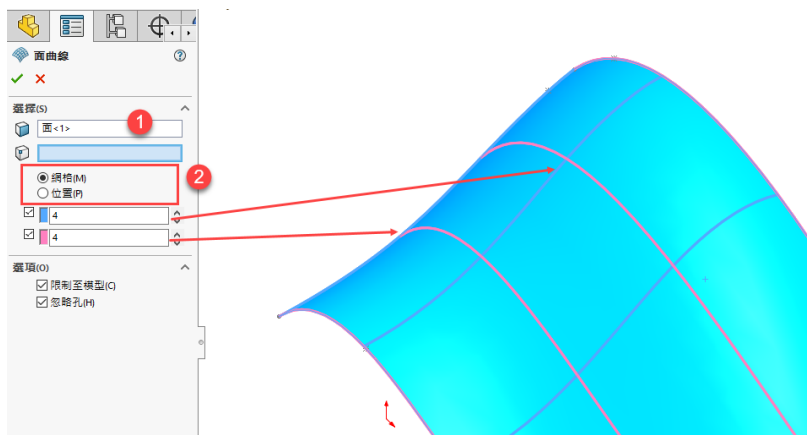 面曲線
選擇(S)
面<1>
1
網格(M)
2
位置(P)
4
4
選項(O)
限制至模型(C)
忽略孔(H)